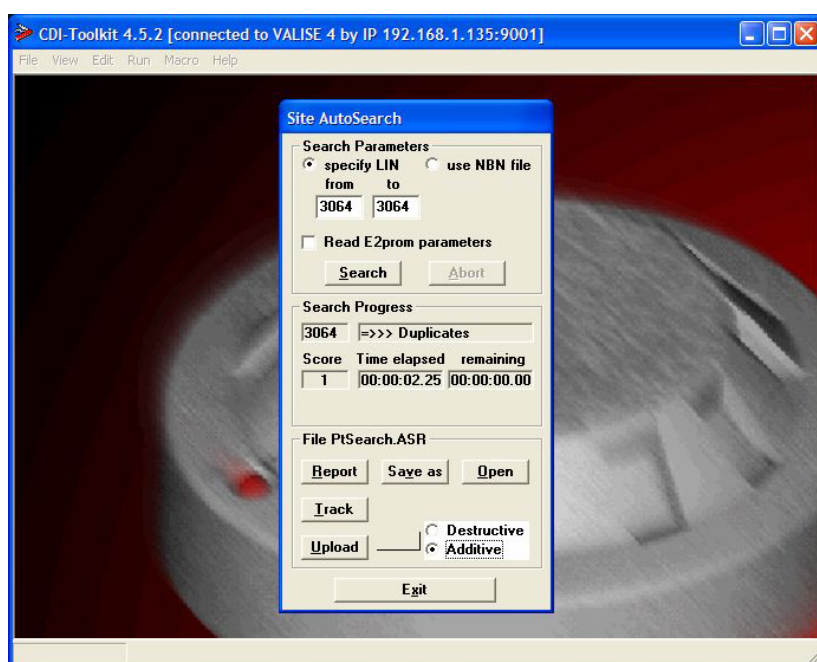 CDI-Toolkit 4.5.2 [connected to VALISE 4 by IP 192.168.1.135:9001]
File View Edit Run Macro Help
Site AutoSearch
Search Parameters
specify LIN use NBN file
from to
3064 3064
Read E2prom parameters
Search Abort
Search Progress
3064 =>>> Duplicates
Score Time elapsed remaining
1 00:00:02.25 00:00:00.00
File PtSearch.ASR
Report Save as Open
Track
Destructive
Upload Additive
Exit